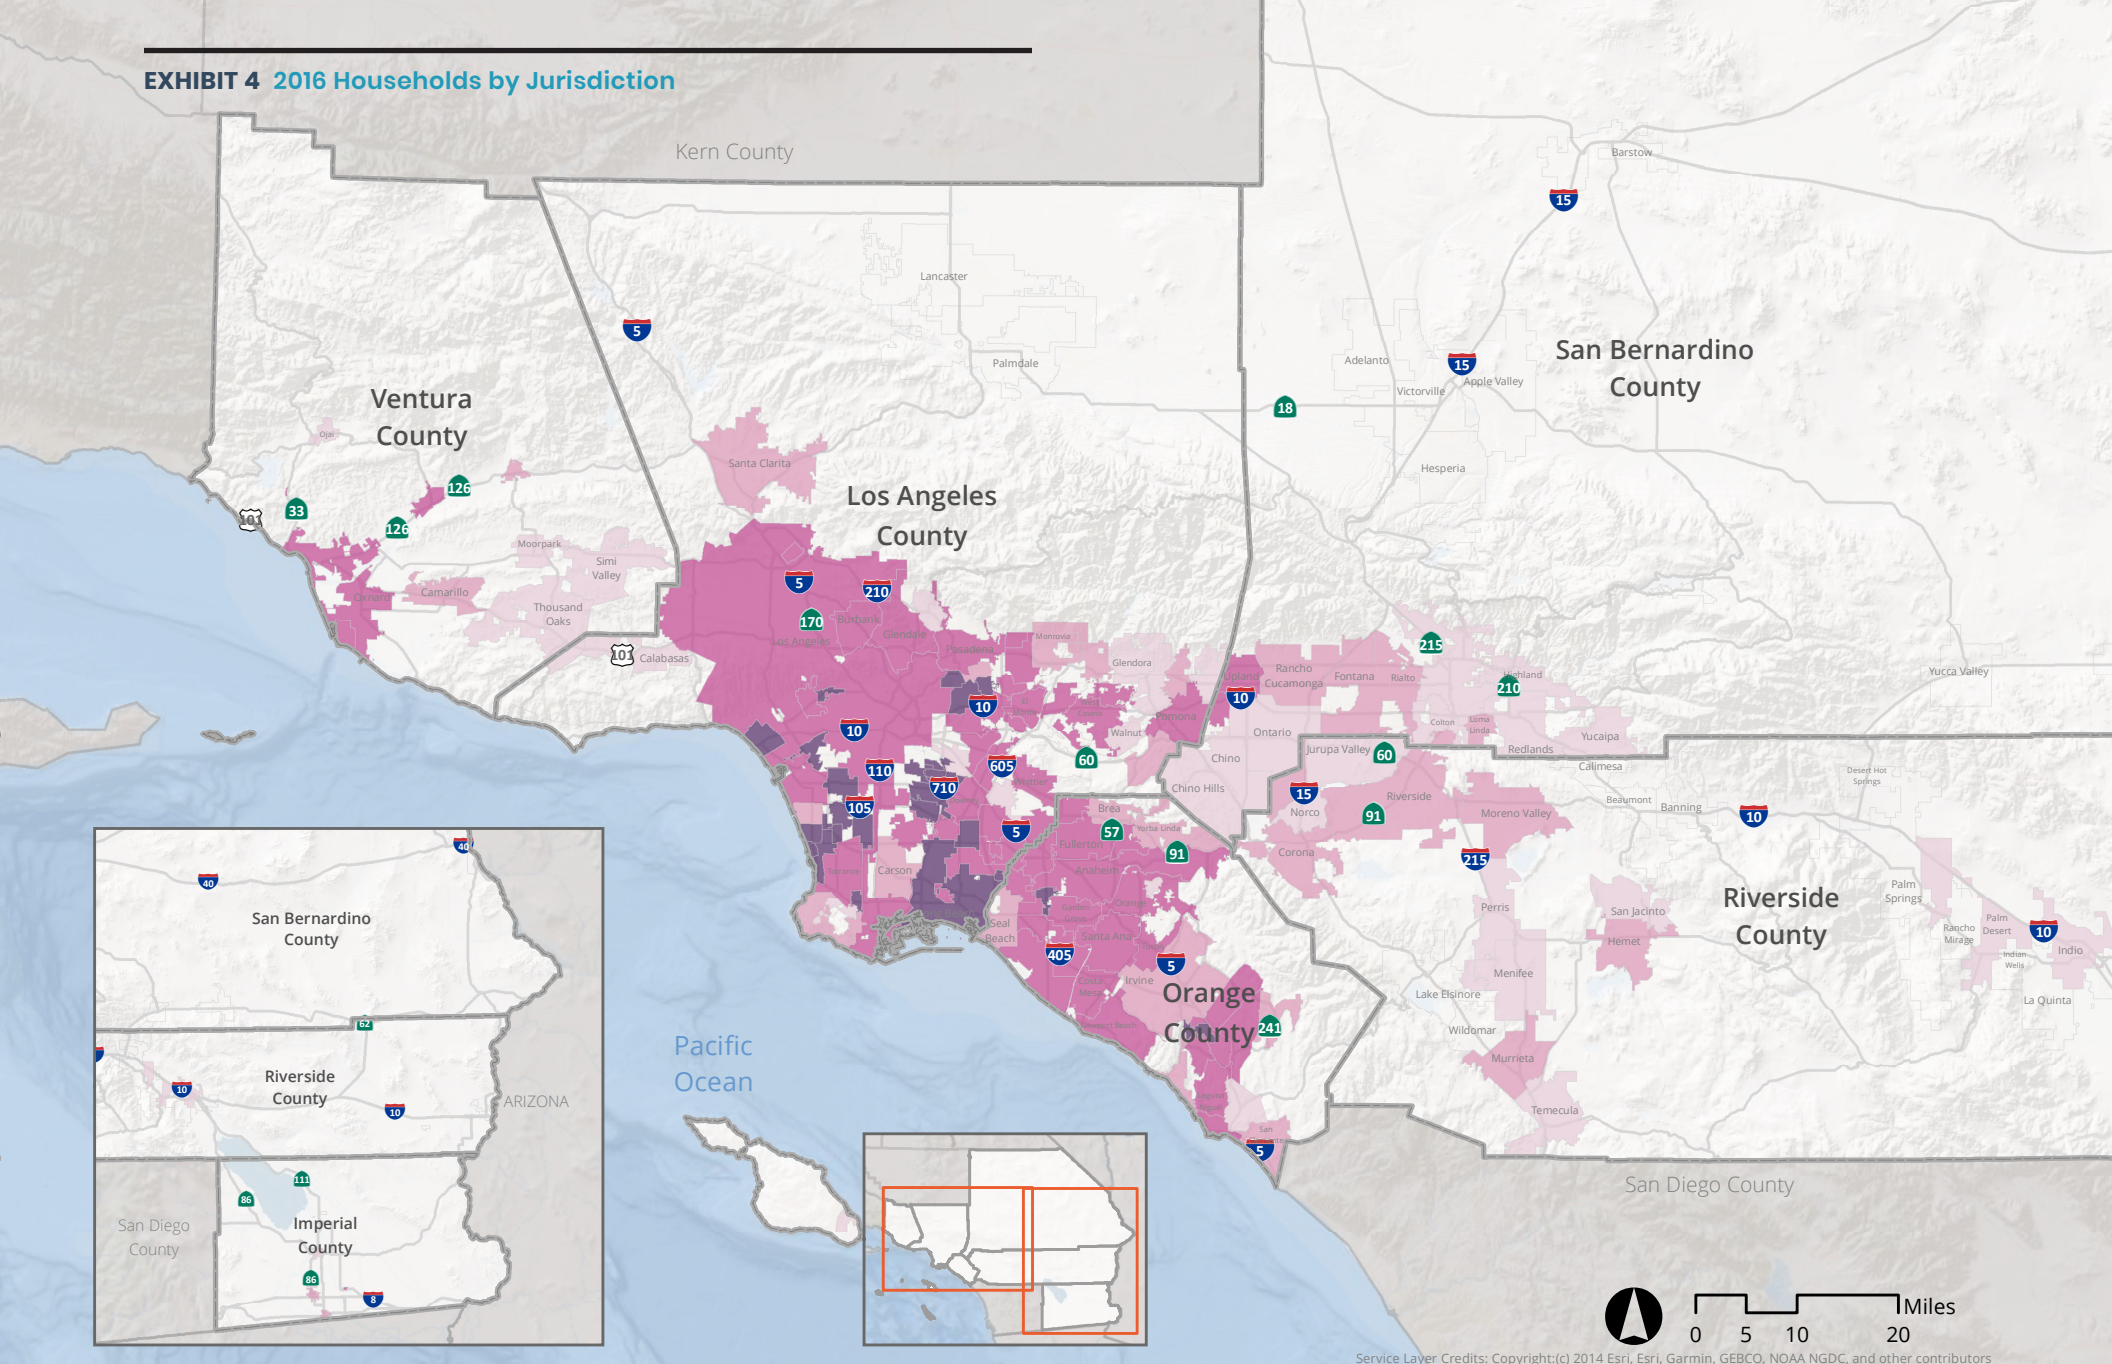 EXHIBIT 4 2016 Households by Jurisdiction
Kern County
Barstow
15
Lancaster
5
Palmdale
Adelanto
15
Apple Valley
Victorville
San Bernardino
County
18
Ventura
County
Ojai
Santa Clarita
Hesperia
Los Angeles
County
126
33
101
126
Moorpark
Simi
Valley
5
210
Oxnard
Camarillo
Thousand
Oaks
170
Burbank
Los Angeles
Glendale
Monrovia
215
Pasadena
101
Calabasas
Glendora
Rancho
Cucamonga
Upland
Fontana
Rialto
Highland
210
Yucca Valley
10
10
Pomona
Colton
Loma
Linda
10
Walnut
Ontario
Yucaipa
Jurupa Valley
60
Redlands
60
Chino
Calimesa
110
605
Desert Hot
Springs
Whittier
710
Chino Hills
15
Riverside
Beaumont
Banning
105
Brea
Norco
91
Moreno Valley
10
5
57
Yorba Linda
Fullerton
91
Corona
215
Torrance
Carson
Anaheim
Palm
Springs
Riverside
County
Garden
Grove
Orange
Perris
San Jacinto
Seal
Beach
Santa Ana
Hemet
Rancho
Mirage
Palm
Desert
10
Indio
405
5
Indian
Wells
Costa
Mesa
Irvine
Menifee
Orange
County
Lake Elsinore
La Quinta
241
Newport Beach
Wildomar
Murrieta
Temecula
Laguna
San
5
Pacific
Ocean
San Diego County
40
40
San Bernardino
County
62
Riverside
County
10
10
ARIZONA
111
86
San Diego
County
Imperial
County
86
8
Miles
0 5 10 20
Service Layer Credits: Copyright:(c) 2014 Esri, Esri, Garmin, GEBCO, NOAA NGDC, and other contributors